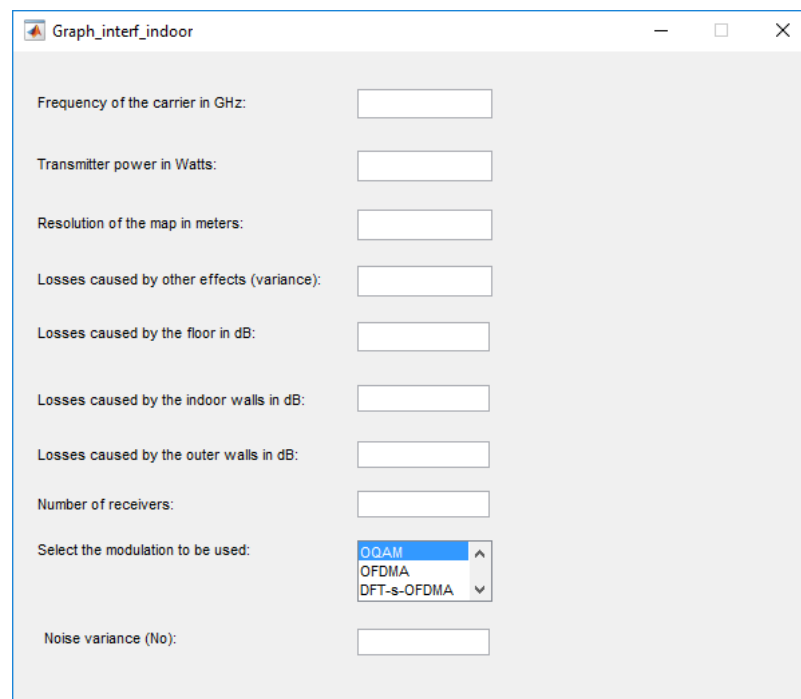 Graph_interf_indoor
Frequency of the carrier in GHz:
Transmitter power in Watts:
Resolution of the map in meters:
Losses caused by other effects (variance):
Losses caused by the floor in dB:
Losses caused by the indoor walls in dB:
Losses caused by the outer walls in dB:
Number of receivers:
Select the modulation to be used:
OQAM
OFDMA
DFT-s-OFDMA
Noise variance (No):